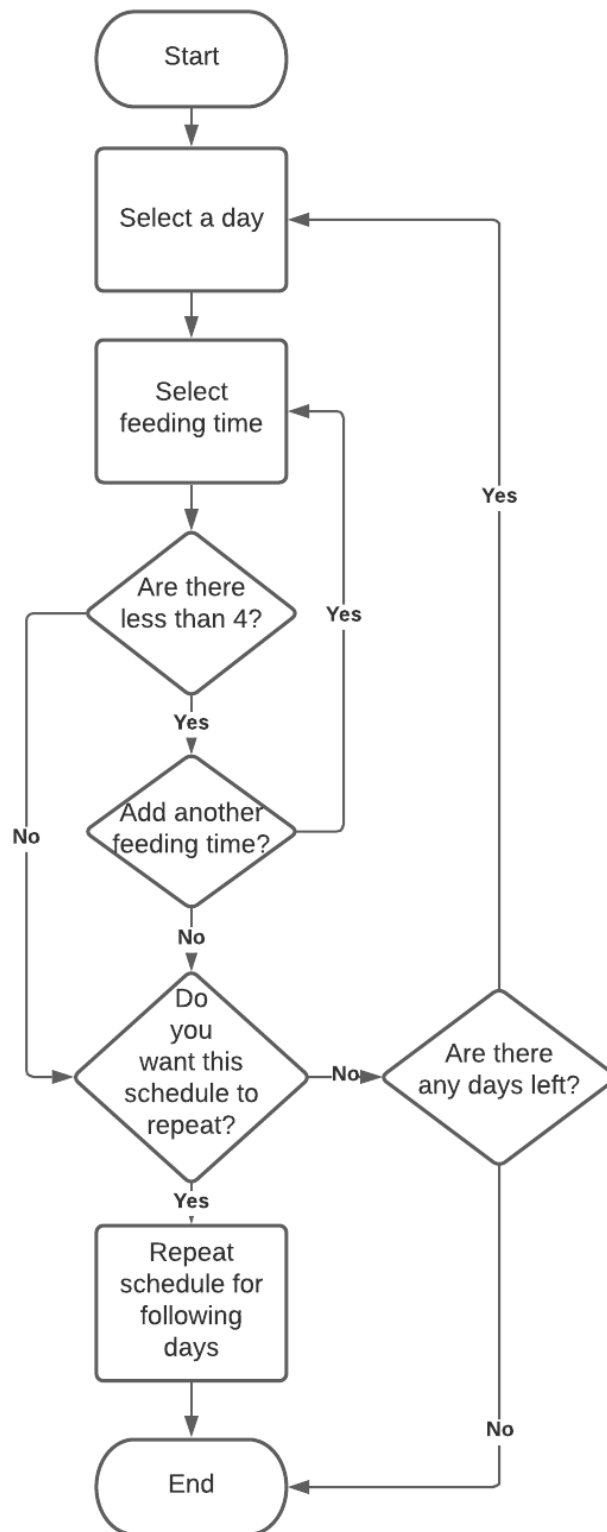 Start
Select a day
Select
feeding time
Yes
Are there
less than 4?
Yes
Yes
Add another
feeding time?
No
No
Do
you
want this
schedule to
repeat?
No
Are there
any days left?
Yes
Repeat
schedule for
following
days
No
End